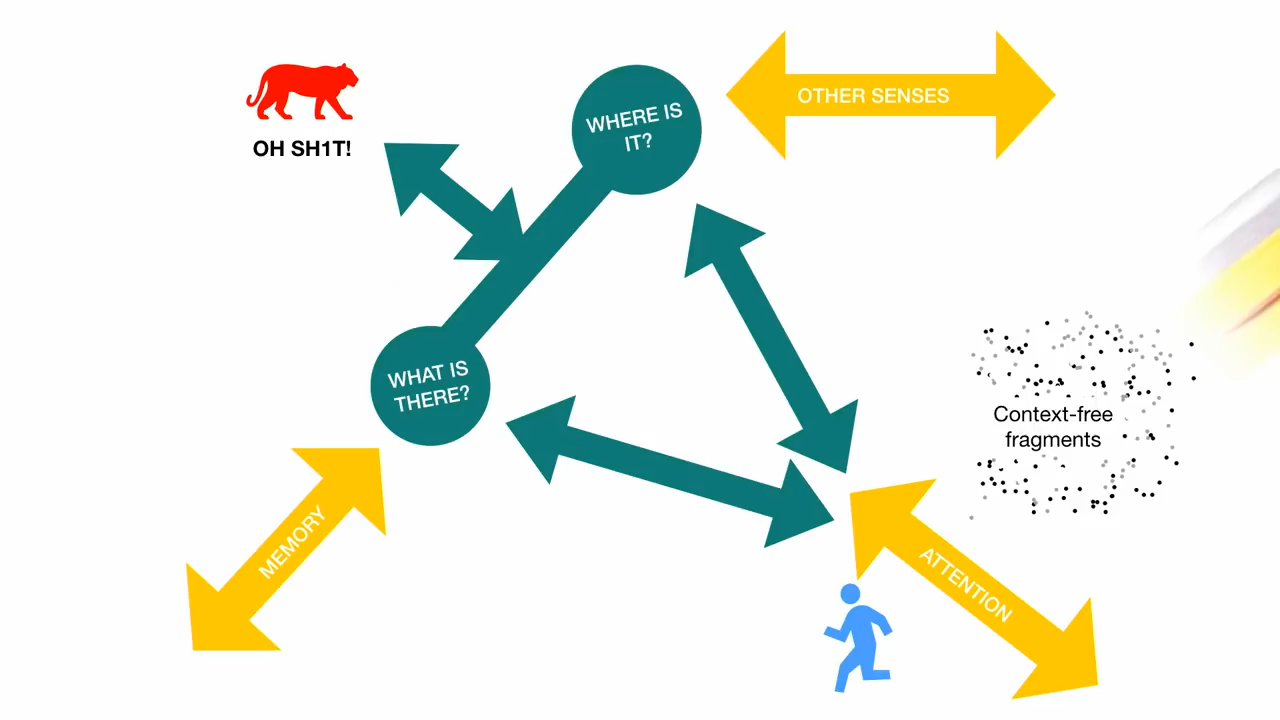 OTHER SENSES
WHERE IS
IT?
OH SH1T!
WHAT IS
THERE?
Context-free
fragments
MEMORY
ATTENTION